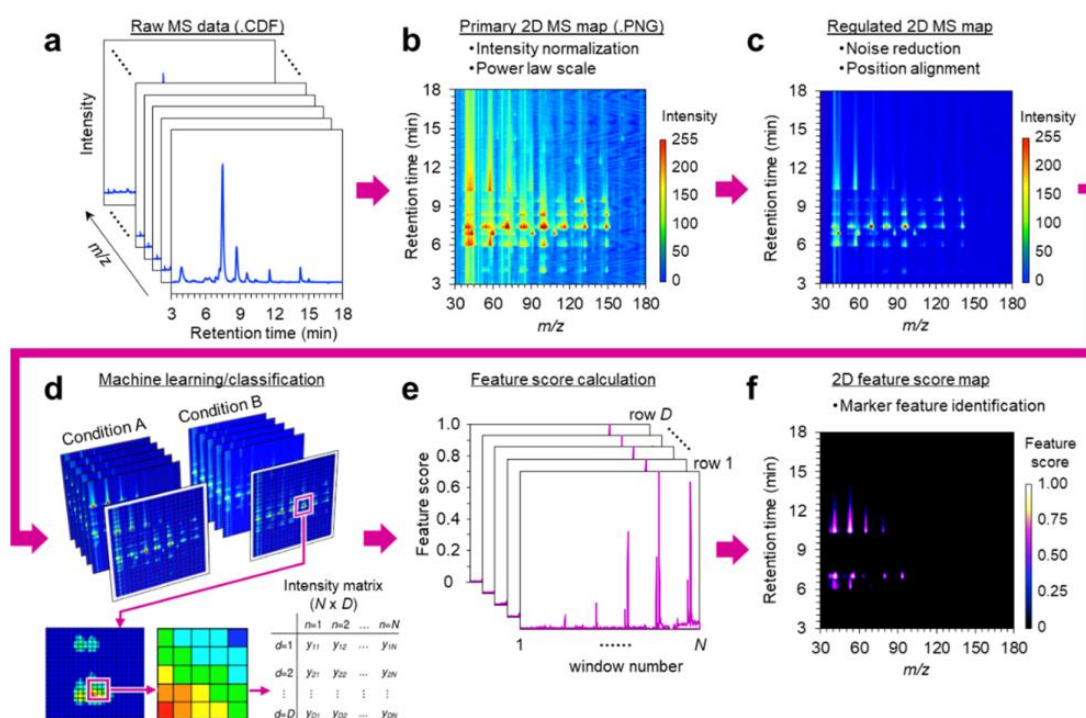 a
Raw MS data (.CDF)
Intensity
m/z
3 6 9 12 15 18
Retention time (min)
b
Primary 2D MS map (.PNG)
•Intensity normalization
•Power law scale
Retention time (min)
18
15
12
9
6
3
30 60 90 120 150 180
m/z
Intensity
255
200
150
100
50
0
c
Regulated 2D MS map
•Noise reduction
•Position alignment
Retention time (min)
18
15
12
9
6
3
30 60 90 120 150 180
m/z
Intensity
255
200
150
100
50
0
d
Machine learning/classification
Condition A
Condition B
Intensity matrix
(N x D)
n=1 n=2 ... n=N
d=1 y11 y12 ... y1N
d=2 y21 y22 ... y2N
⋮ ⋮ ⋮ ⋮
d=D yD1 yD2 ... yDN
e
Feature score calculation
Feature score
1.0
0.8
0.6
0.4
0.2
0
row D
row 1
1 ...... N
window number
f
2D feature score map
•Marker feature identification
Retention time (min)
18
15
12
9
6
3
30 60 90 120 150 180
m/z
Feature
score
1.00
0.75
0.50
0.25
0